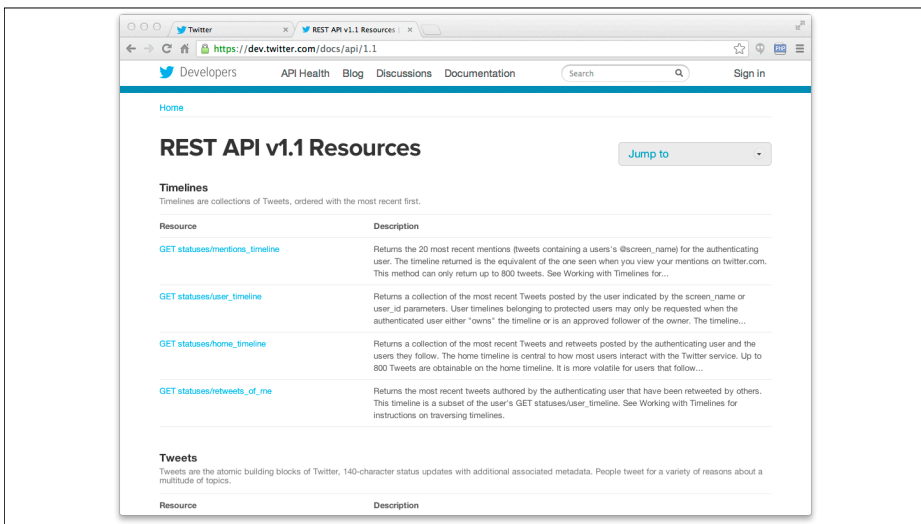 Twitter
REST API v1.1 Resources
https://dev.twitter.com/docs/api/1.1
Developers
API Health Blog Discussions Documentation
Search
Sign in
Home
REST API v1.1 Resources
Jump to
Timelines
Timelines are collections of Tweets, ordered with the most recent first.
Resource Description
GET statuses/mentions_timeline
Returns the 20 most recent mentions (tweets containing a users's @screen_name) for the authenticating
user. The timeline returned is the equivalent of the one seen when you view your mentions on twitter.com.
This method can only return up to 800 tweets. See Working with Timelines for...
GET statuses/user_timeline
Returns a collection of the most recent Tweets posted by the user indicated by the screen_name or
user_id parameters. User timelines belonging to protected users may only be requested when the
authenticated user either "owns" the timeline or is an approved follower of the owner. The timeline...
GET statuses/home_timeline
Returns a collection of the most recent Tweets and retweets posted by the authenticating user and the
users they follow. The home timeline is central to how most users interact with the Twitter service. Up to
800 Tweets are obtainable on the home timeline. It is more volatile for users that follow...
GET statuses/retweets_of_me
Returns the most recent tweets authored by the authenticating user that have been retweeted by others.
This timeline is a subset of the user's GET statuses/user_timeline. See Working with Timelines for
instructions on traversing timelines.
Tweets
Tweets are the atomic building blocks of Twitter, 140-character status updates with additional associated metadata. People tweet for a variety of reasons about a
multitude of topics.
Resource Description